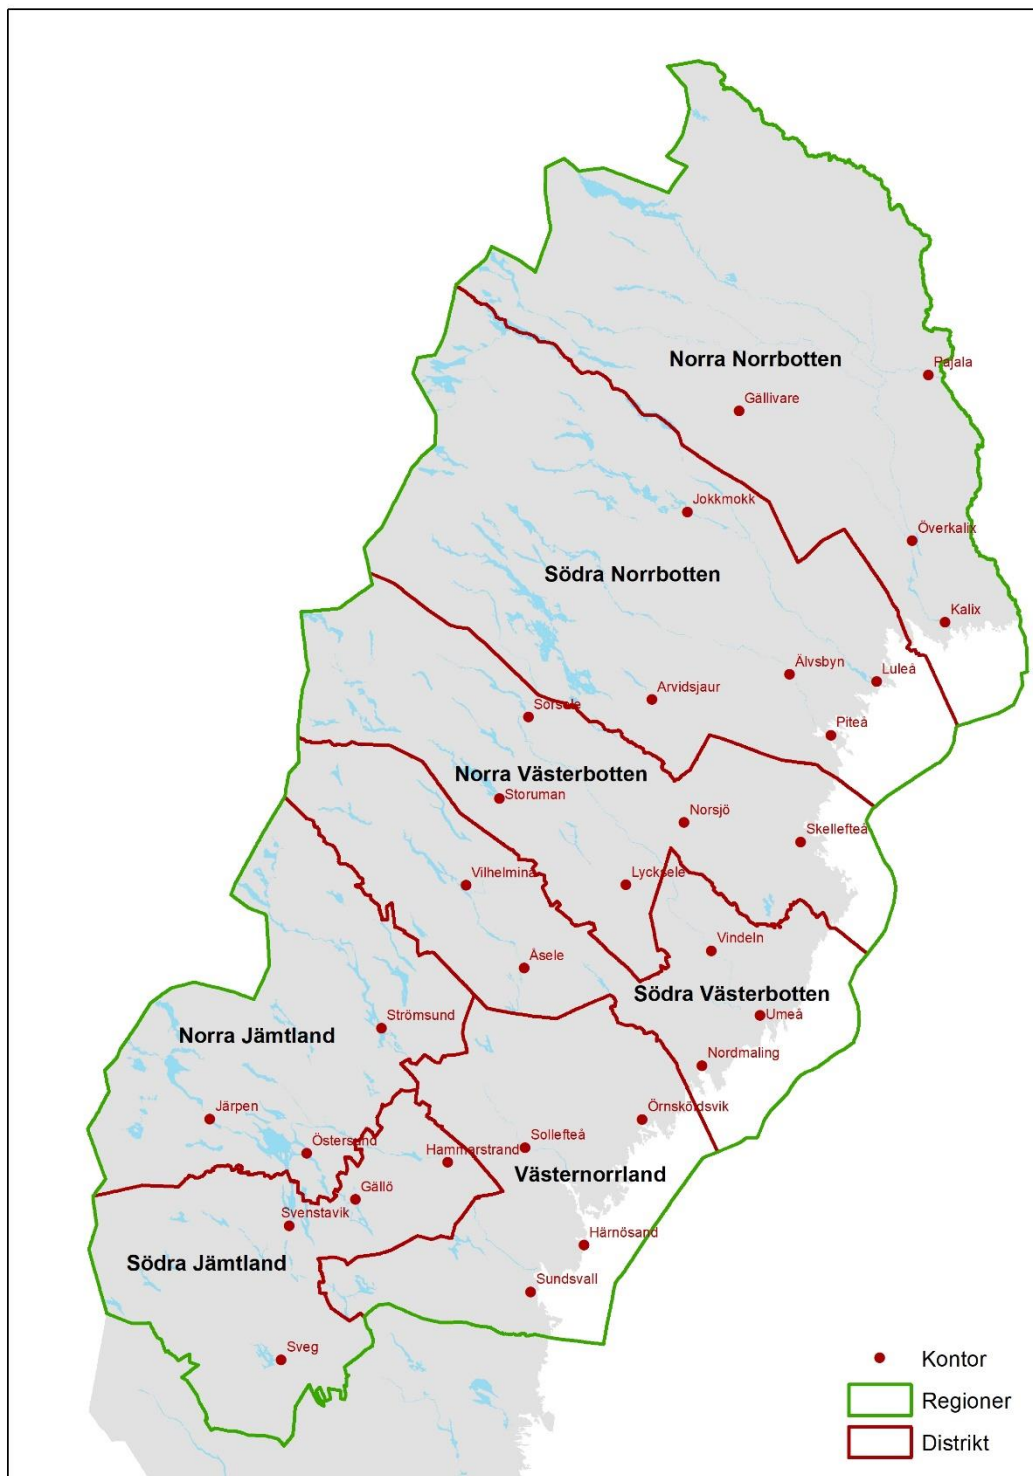 Norra Norrbotten
Pajala
Gällivare
Jokkmokk
Överkalix
Södra Norrbotten
Kalix
Älvsbyn
Luleå
Arvidsjaur
Sorsele
Piteå
Norra Västerbotten
Storuman
Norsjö
Skellefteå
Vilhelmina
Lycksele
Vindeln
Åsele
Södra Västerbotten
Umeå
Strömsund
Norra Jämtland
Nordmaling
Järpen
Örnsköldsvik
Östersund
Sollefteå
Hammarstrand
Västernorrland
Gällö
Svenstavik
Härnösand
Södra Jämtland
Sundsvall
Sveg
Kontor
Regioner
Distrikt